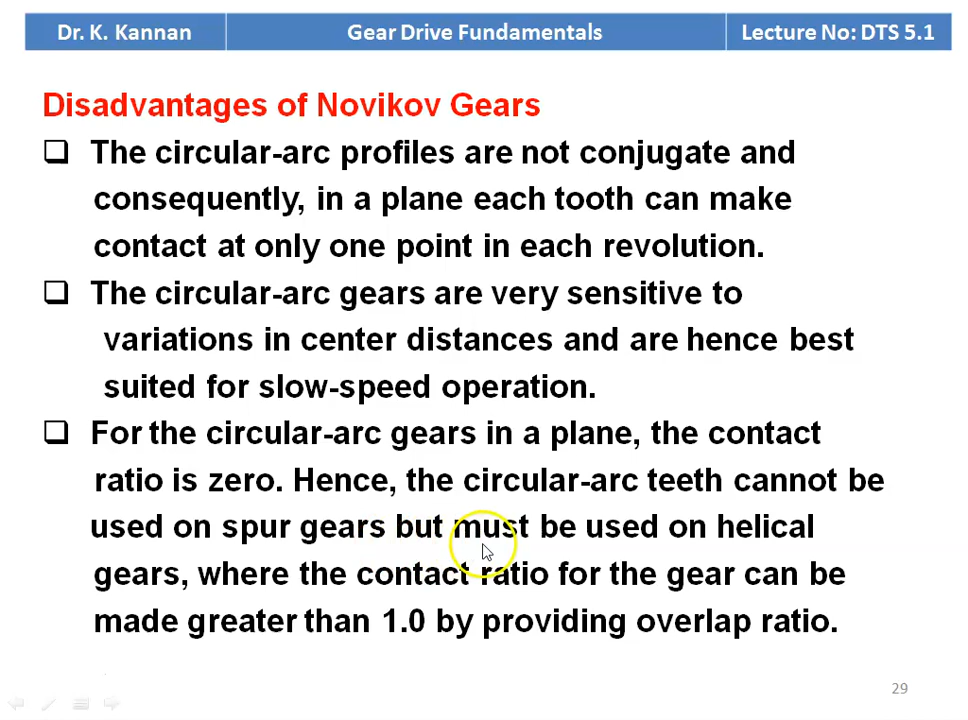 Dr. K. Kannan Gear Drive Fundamentals Lecture No: DTS 5.1
Disadvantages of Novikov Gears
❑ The circular-arc profiles are not conjugate and
consequently, in a plane each tooth can make
contact at only one point in each revolution.
❑ The circular-arc gears are very sensitive to
variations in center distances and are hence best
suited for slow-speed operation.
❑ For the circular-arc gears in a plane, the contact
ratio is zero. Hence, the circular-arc teeth cannot be
used on spur gears but must be used on helical
gears, where the contact ratio for the gear can be
made greater than 1.0 by providing overlap ratio.
29